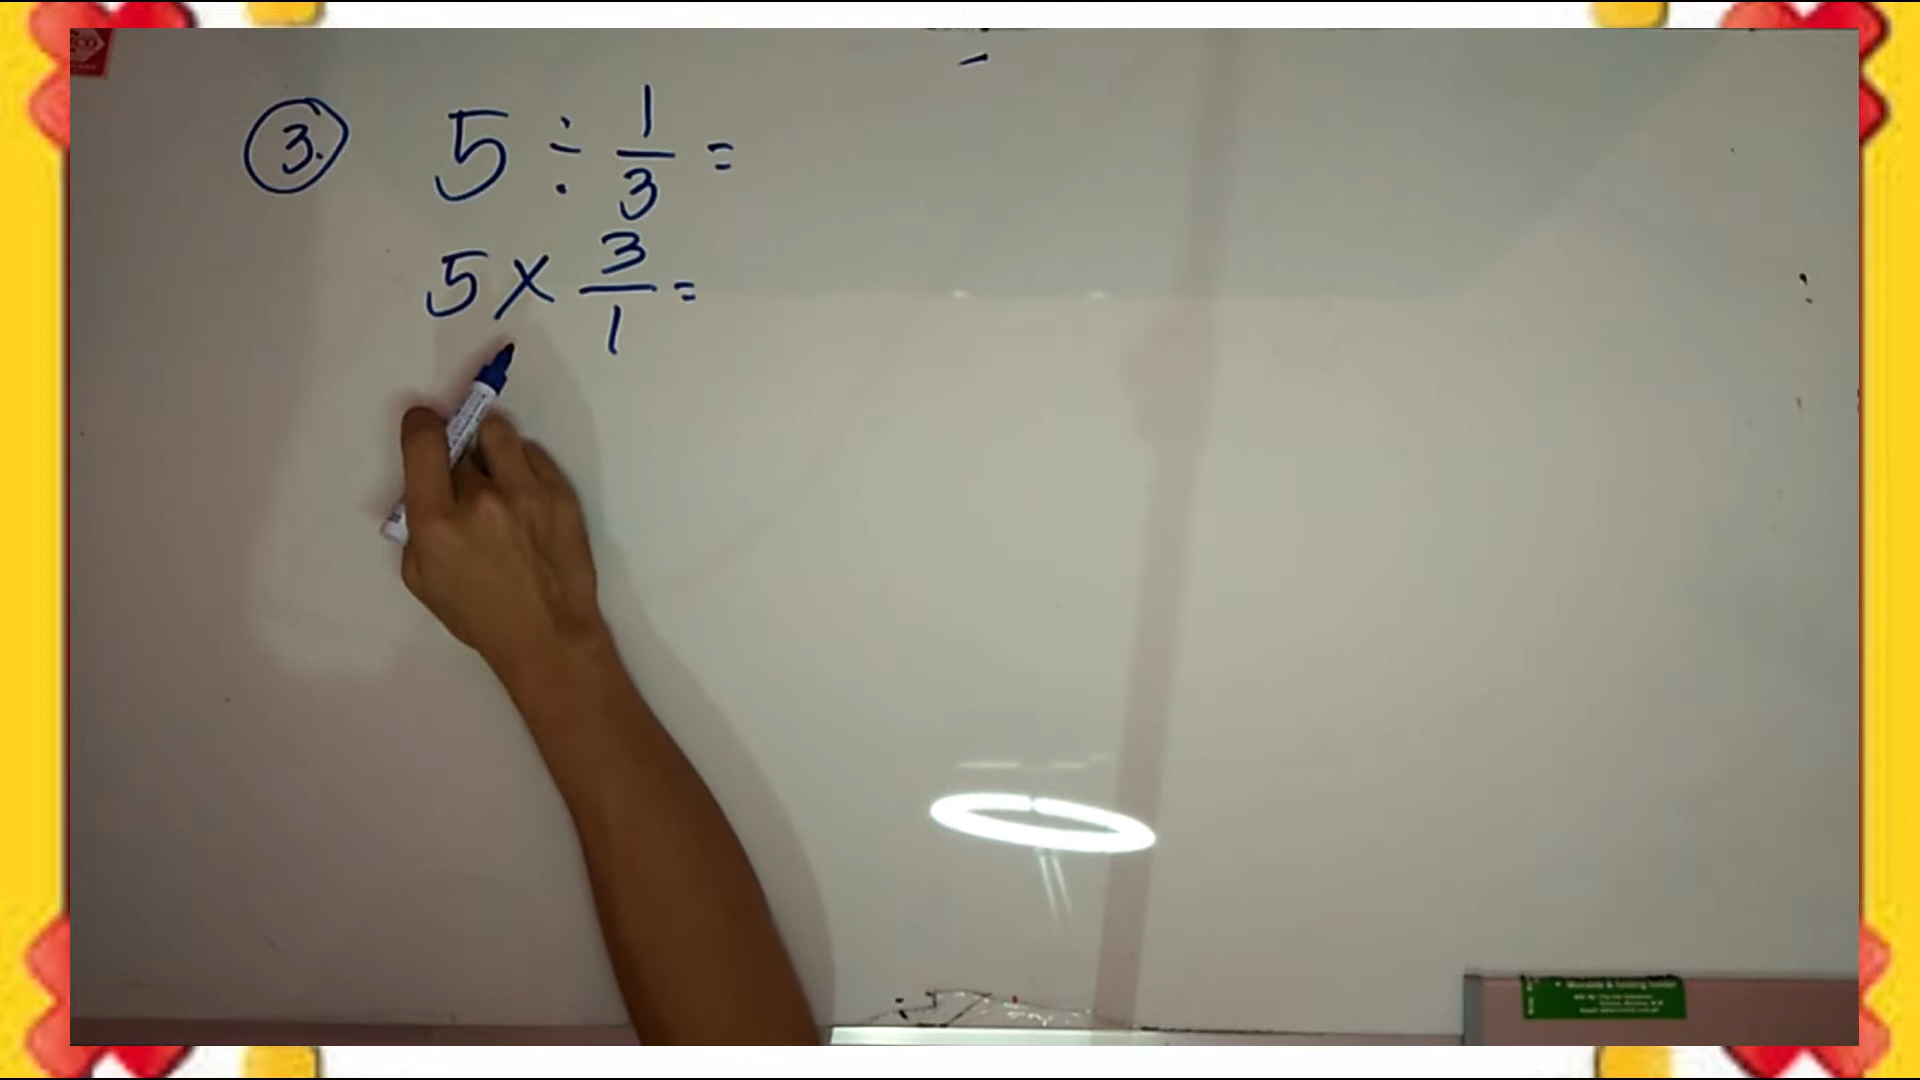 3. 5 ÷ 1/3 =
5 × 3/1 =